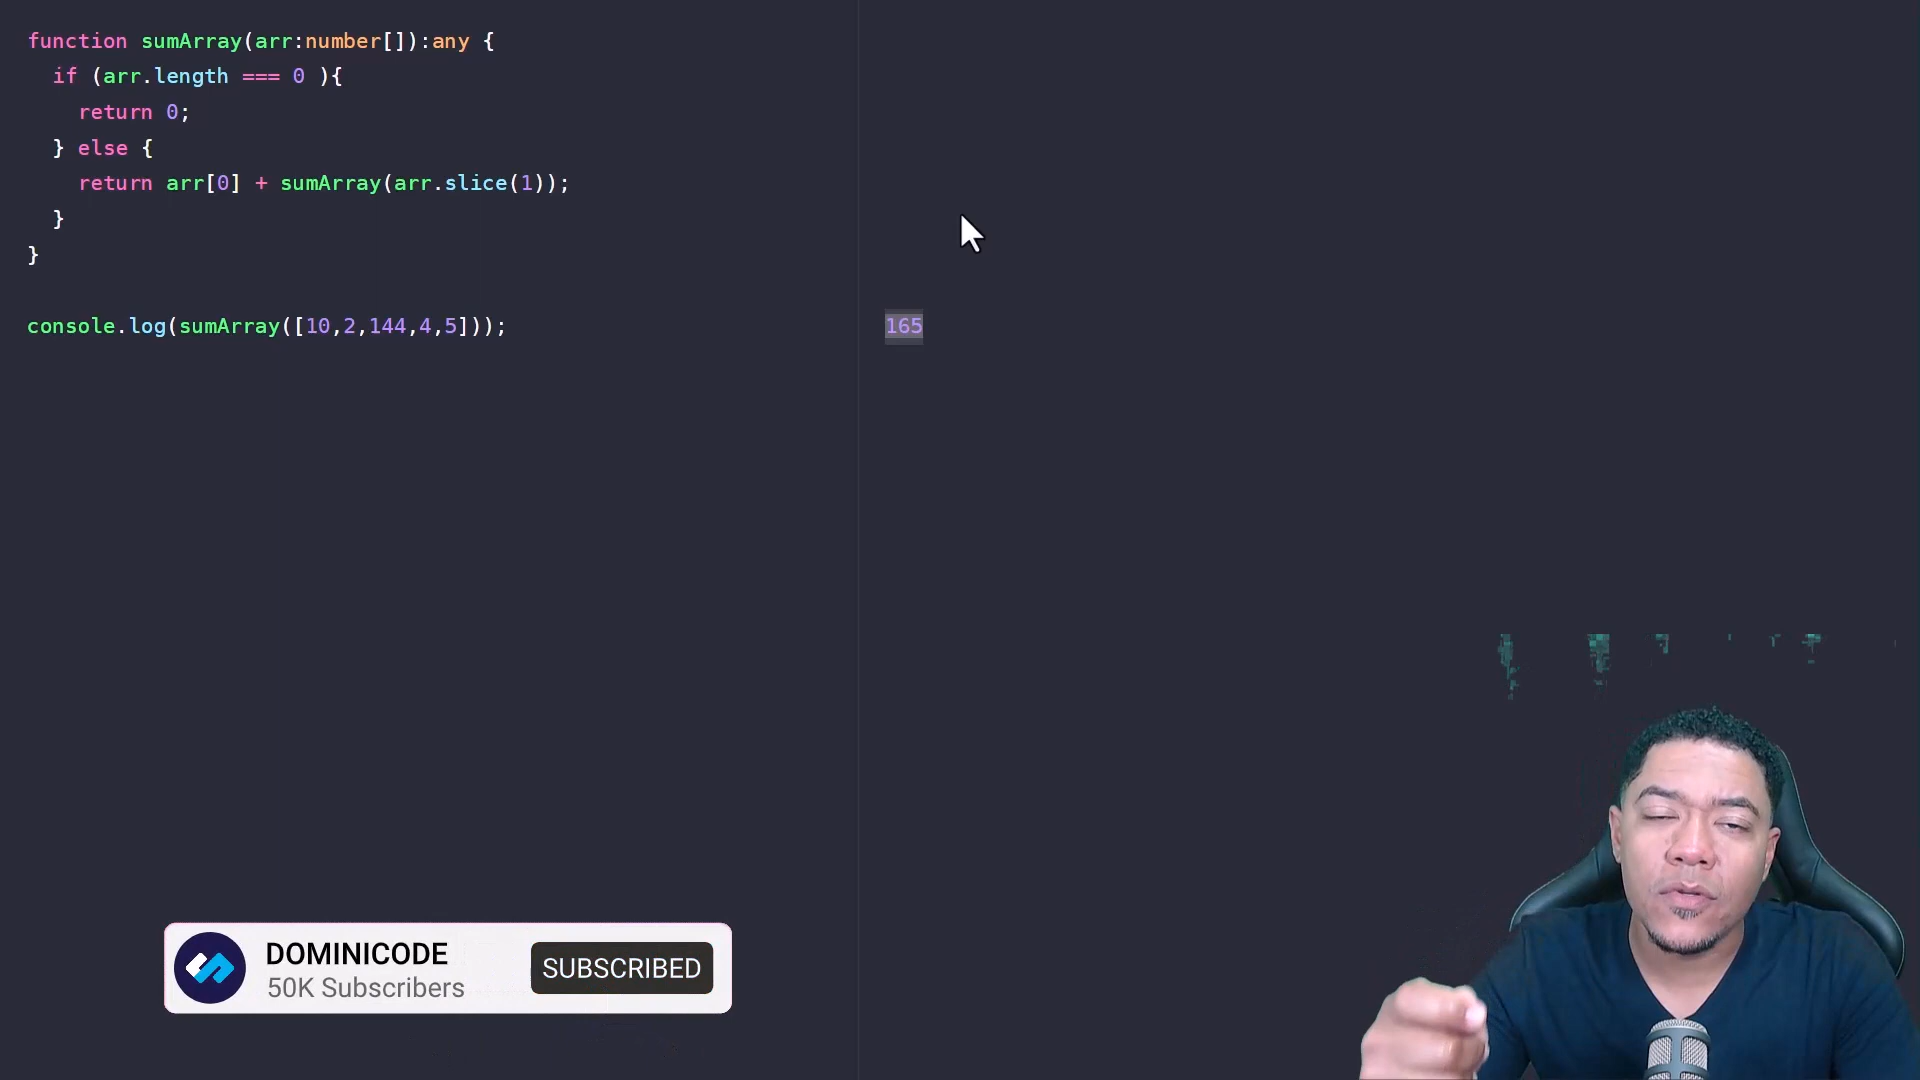 function sumArray(arr:number[]):any {
  if (arr.length === 0 ){
    return 0;
  } else {
    return arr[0] + sumArray(arr.slice(1));
  }
}
console.log(sumArray([10,2,144,4,5]));
165
DOMINICODE
50K Subscribers
SUBSCRIBED